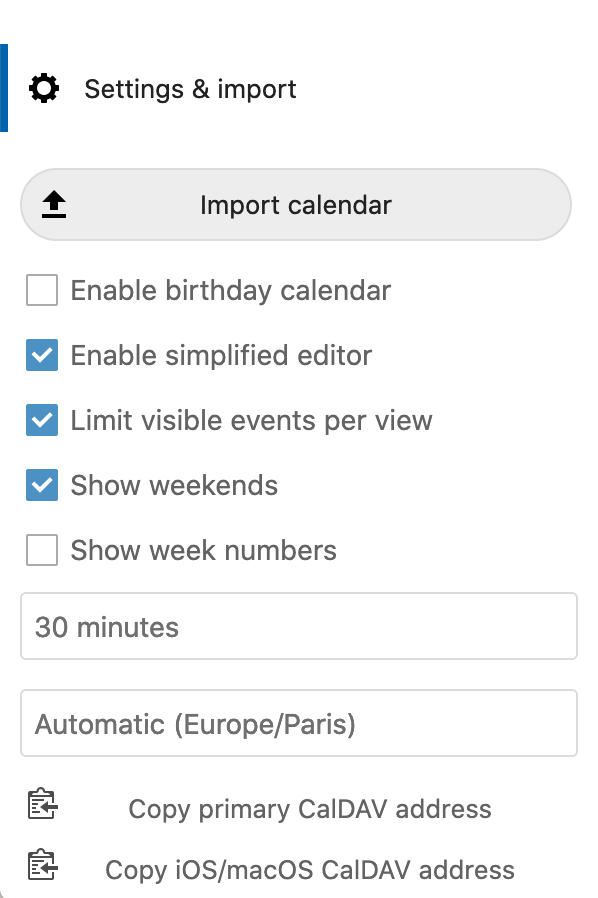 Settings & import
Import calendar
Enable birthday calendar
Enable simplified editor
Limit visible events per view
Show weekends
Show week numbers
30 minutes
Automatic (Europe/Paris)
Copy primary CalDAV address
Copy iOS/macOS CalDAV address